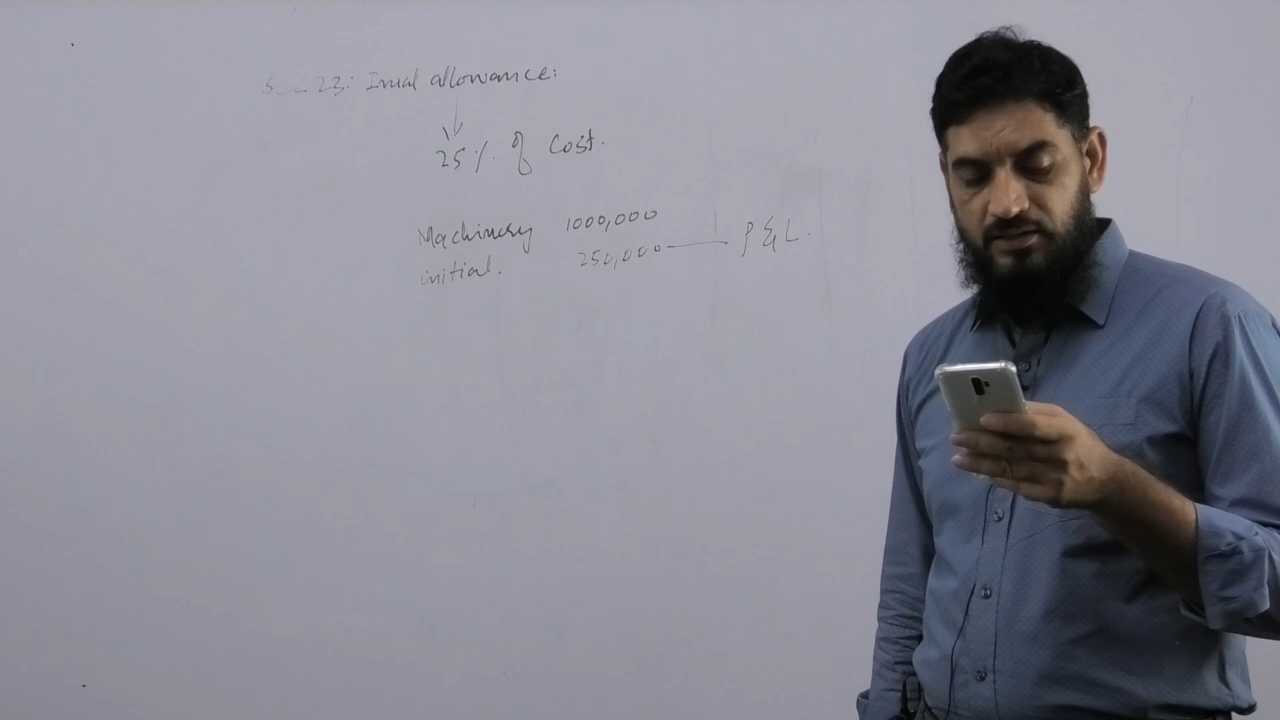 Sec 23: Inial allowance:
25% of Cost.
Machinery 1000,000
initial. 250,000 — P & L.